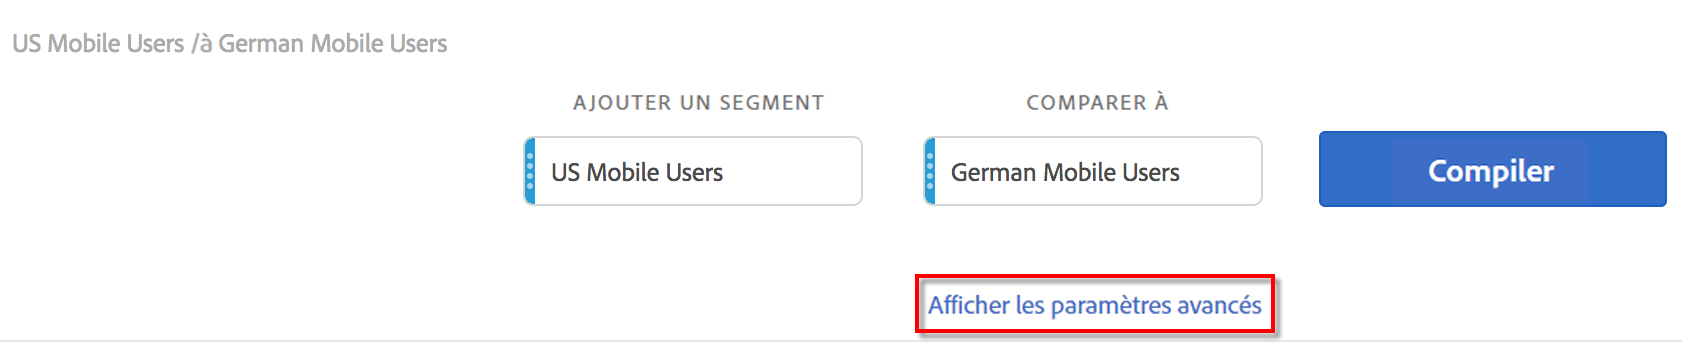 US Mobile Users /à German Mobile Users
AJOUTER UN SEGMENT
COMPARER À
US Mobile Users
German Mobile Users
Compiler
Afficher les paramètres avancés